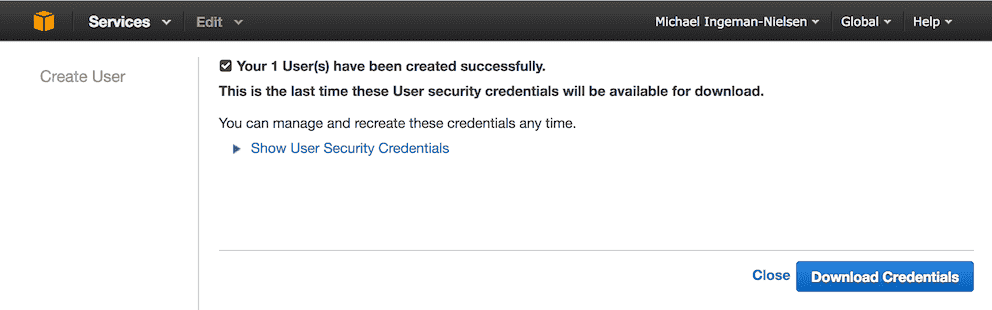 Services Edit Michael Ingeman-Nielsen Global Help
Create User
Your 1 User(s) have been created successfully.
This is the last time these User security credentials will be available for download.
You can manage and recreate these credentials any time.
Show User Security Credentials
Close Download Credentials